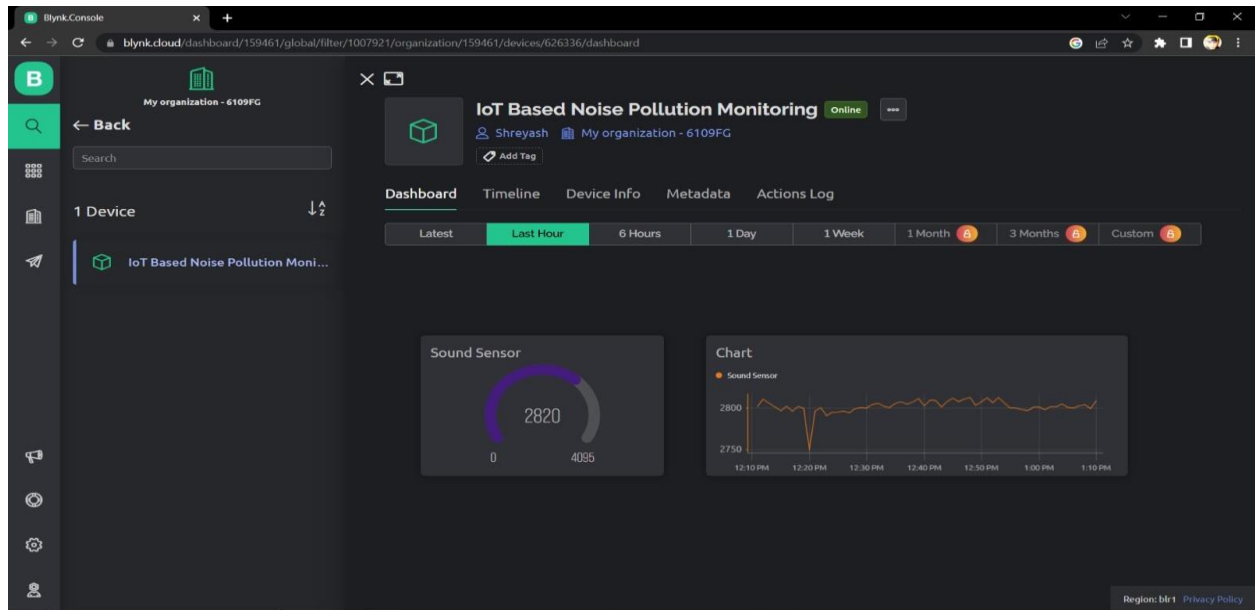 Blynk.Console
blynk.cloud/dashboard/159461/global/filter/1007921/organization/159461/devices/626336/dashboard
B
My organization - 6109FG
← Back
Search
1 Device
IoT Based Noise Pollution Moni...
IoT Based Noise Pollution Monitoring Online
Shreyash My organization - 6109FG
Add Tag
Dashboard Timeline Device Info Metadata Actions Log
Latest Last Hour 6 Hours 1 Day 1 Week 1 Month 3 Months Custom
Sound Sensor
2820
0 4095
Chart
Sound Sensor
2800
2750
12:10 PM 12:20 PM 12:30 PM 12:40 PM 12:50 PM 1:00 PM 1:10 PM
Region: blr1 Privacy Policy